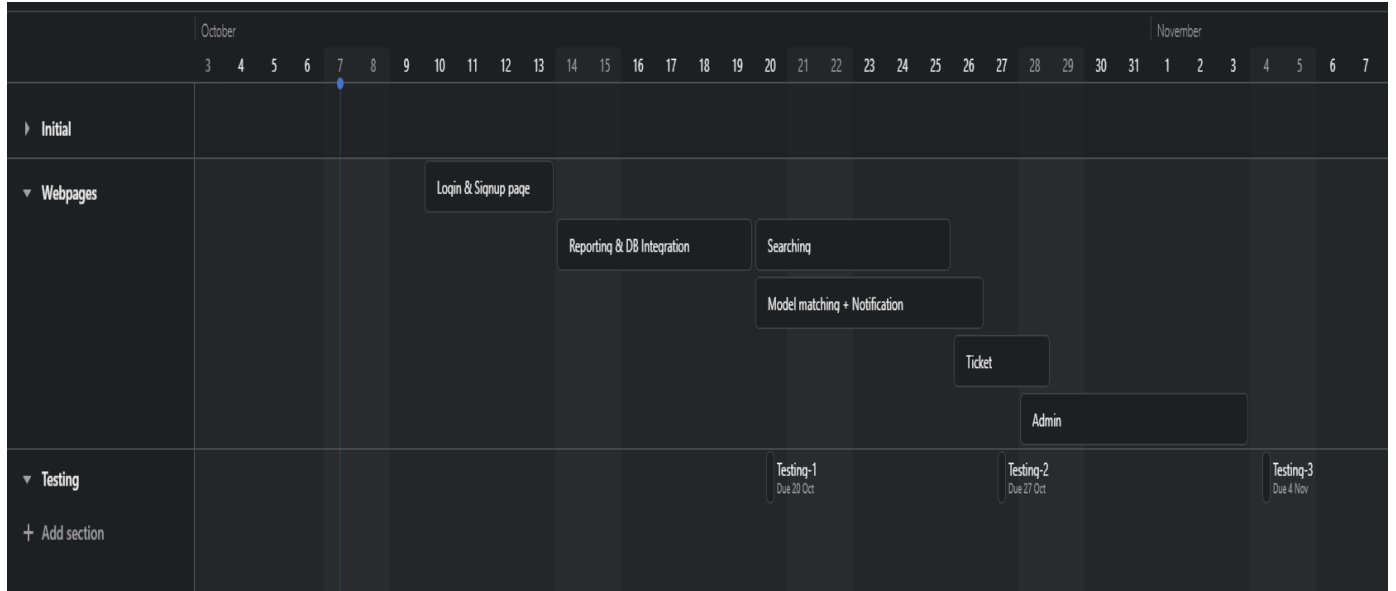 October November
3 4 5 6 7 8 9 10 11 12 13 14 15 16 17 18 19 20 21 22 23 24 25 26 27 28 29 30 31 1 2 3 4 5 6 7
Initial
Webpages
Login & Signup page
Reporting & DB Integration
Searching
Model matching + Notification
Ticket
Admin
Testing
Testing-1
Due 20 Oct
Testing-2
Due 27 Oct
Testing-3
Due 4 Nov
+ Add section